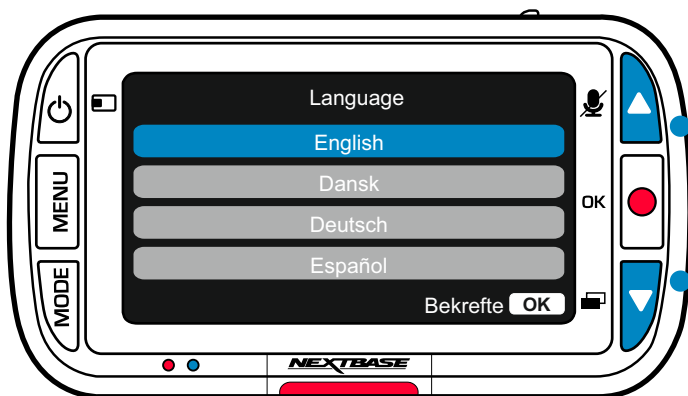 Language
English
Dansk
Deutsch
Español
Bekrefte OK
MENU
MODE
OK
NEXTBASE